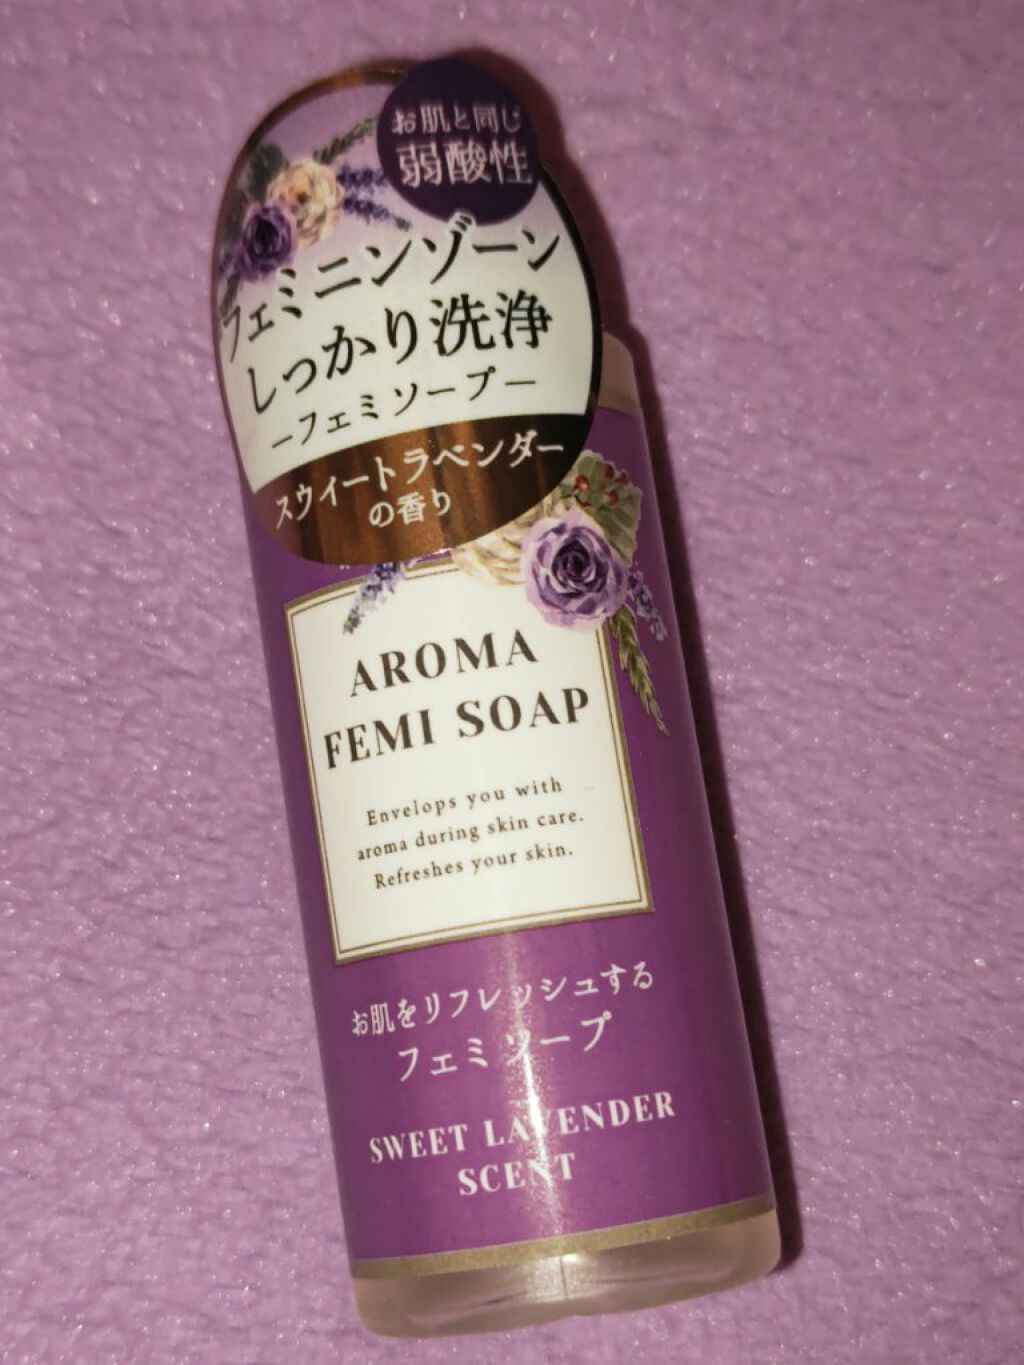 お肌と同じ
弱酸性
フェミニンゾーン
しっかり洗浄
―フェミソープ―
スウィートラベンダー
の香り
AROMA
FEMI SOAP
Envelops you with
aroma during skin care.
Refreshes your skin.
お肌をリフレッシュする
フェミソープ
SWEET LAVENDER
SCENT